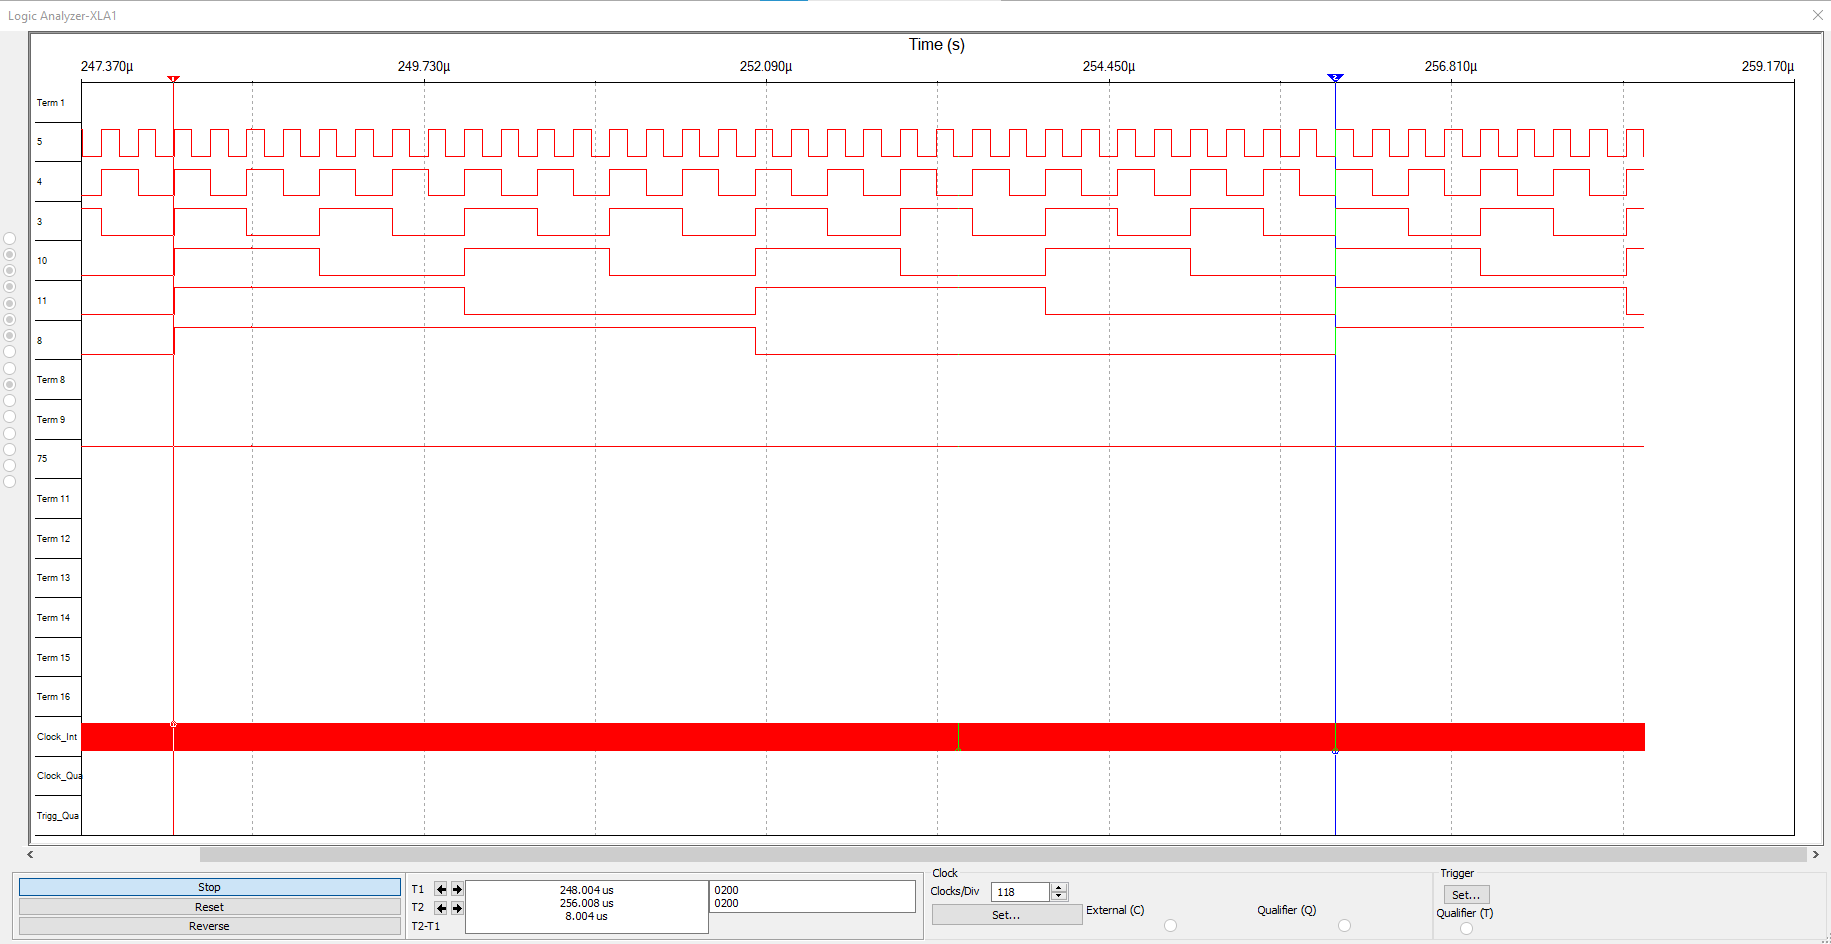 Logic Analyzer-XLA1
Time (s)
247.370µ 249.730µ 252.090µ 254.450µ 256.810µ 259.170µ
Term 1
5
4
3
10
11
8
Term 8
Term 9
75
Term 11
Term 12
Term 13
Term 14
Term 15
Term 16
Clock_Int
Clock_Qua
Trigg_Qua
Stop
Reset
Reverse
T1 248.004 us 0200
T2 256.008 us 0200
T2-T1 8.004 us
Clock
Clocks/Div 118
Set...
External (C)
Qualifier (Q)
Trigger
Set...
Qualifier (T)